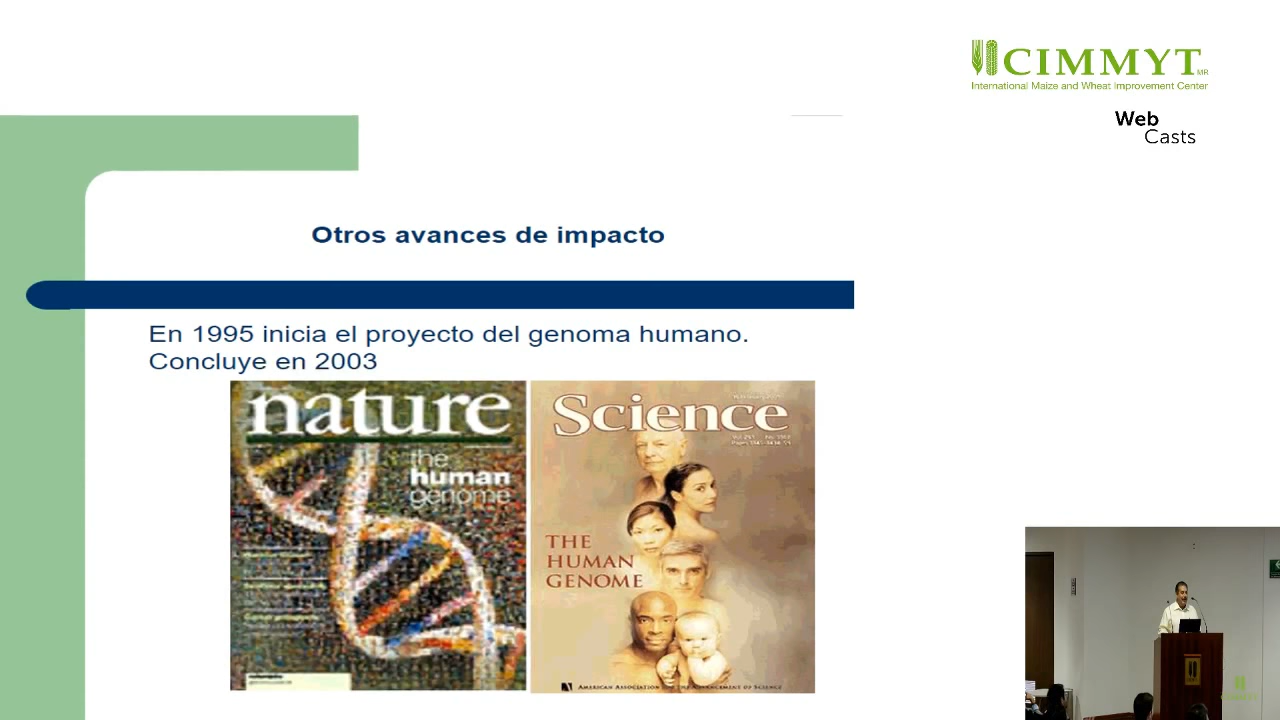 CIMMYT MR
International Maize and Wheat Improvement Center
Web
Casts
Otros avances de impacto
En 1995 inicia el proyecto del genoma humano.
Concluye en 2003
nature
the
human
genome
Science
THE
HUMAN
GENOME
AMERICAN ASSOCIATION FOR THE ADVANCEMENT OF SCIENCE
CIMMYT